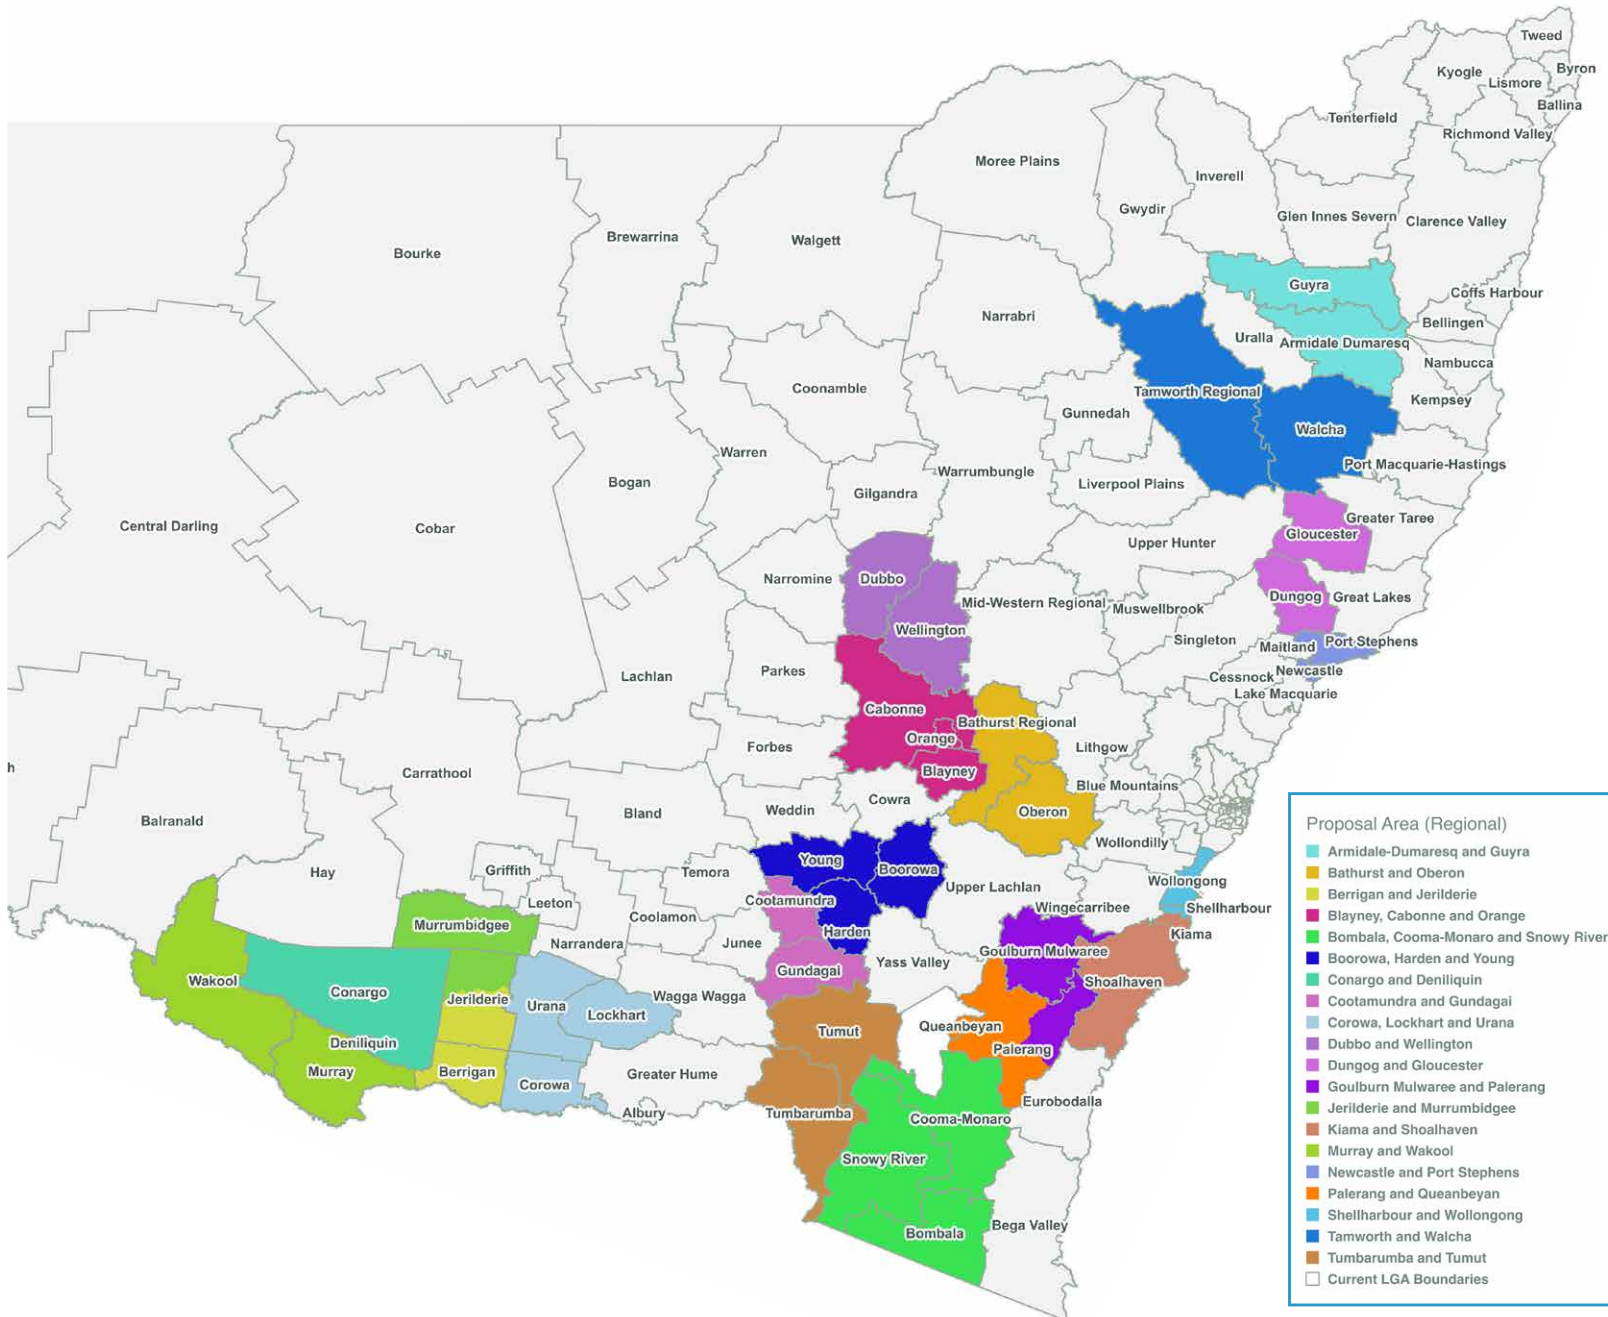 Tweed
Kyogle
Byron
Lismore
Ballina
Tenterfield
Richmond Valley
Moree Plains
Inverell
Gwydir
Glen Innes Severn
Clarence Valley
Brewarrina
Walgett
Bourke
Guyra
Coffs Harbour
Narrabri
Bellingen
Uralla
Armidale Dumaresq
Nambucca
Coonamble
Tamworth Regional
Kempsey
Gunnedah
Walcha
Warren
Port Macquarie-Hastings
Warrumbungle
Bogan
Liverpool Plains
Gilgandra
Central Darling
Cobar
Greater Taree
Gloucester
Upper Hunter
Narromine
Dubbo
Mid-Western Regional
Muswellbrook
Dungog
Great Lakes
Wellington
Singleton
Port Stephens
Maitland
Parkes
Newcastle
Lachlan
Cessnock
Lake Macquarie
Cabonne
Bathurst Regional
Orange
Forbes
Lithgow
h
Carrathool
Blayney
Blue Mountains
Cowra
Weddin
Bland
Oberon
Balranald
Wollondilly
Young
Griffith
Hay
Temora
Boorowa
Wollongong
Upper Lachlan
Leeton
Cootamundra
Wingecarribee
Shellharbour
Coolamon
Murrumbidgee
Harden
Kiama
Narrandera
Junee
Goulburn Mulwaree
Yass Valley
Gundagai
Wakool
Shoalhaven
Conargo
Wagga Wagga
Jerilderie
Urana
Lockhart
Queanbeyan
Tumut
Deniliquin
Palerang
Murray
Berrigan
Greater Hume
Corowa
Eurobodalla
Albury
Tumbarumba
Cooma-Monaro
Snowy River
Bega Valley
Bombala
Proposal Area (Regional)
Armidale-Dumaresq and Guyra
Bathurst and Oberon
Berrigan and Jerilderie
Blayney, Cabonne and Orange
Bombala, Cooma-Monaro and Snowy River
Boorowa, Harden and Young
Conargo and Deniliquin
Cootamundra and Gundagai
Corowa, Lockhart and Urana
Dubbo and Wellington
Dungog and Gloucester
Goulburn Mulwaree and Palerang
Jerilderie and Murrumbidgee
Kiama and Shoalhaven
Murray and Wakool
Newcastle and Port Stephens
Palerang and Queanbeyan
Shellharbour and Wollongong
Tamworth and Walcha
Tumbarumba and Tumut
Current LGA Boundaries